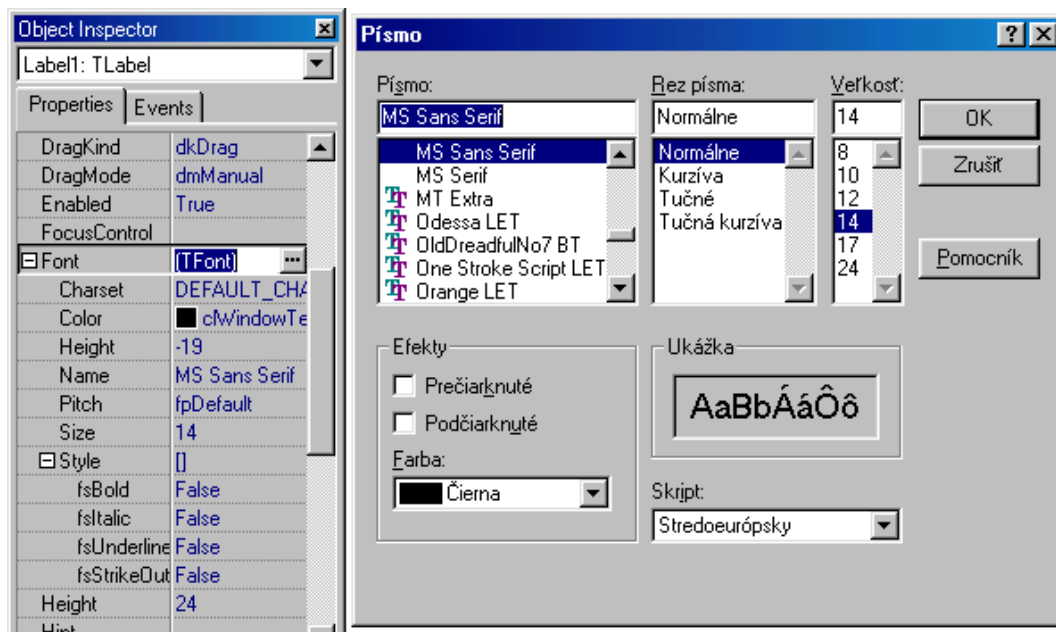 Object Inspector
Label1: TLabel
Properties Events
DragKind dkDrag
DragMode dmManual
Enabled True
FocusControl
Font (TFont) ...
Charset DEFAULT_CHA
Color clWindowTe
Height -19
Name MS Sans Serif
Pitch fpDefault
Size 14
Style []
fsBold False
fsItalic False
fsUnderline False
fsStrikeOut False
Height 24
Hint
Písmo
Písmo:
MS Sans Serif
MS Sans Serif
MS Serif
MT Extra
Odessa LET
OldDreadfulNo7 BT
One Stroke Script LET
Orange LET
Rez písma:
Normálne
Normálne
Kurzíva
Tučné
Tučná kurzíva
Veľkosť:
14
8
10
12
14
17
24
OK
Zrušiť
Pomocník
Efekty
Prečiarknuté
Podčiarknuté
Farba:
Čierna
Ukážka
AaBbÁáÔô
Skript:
Stredoeurópsky